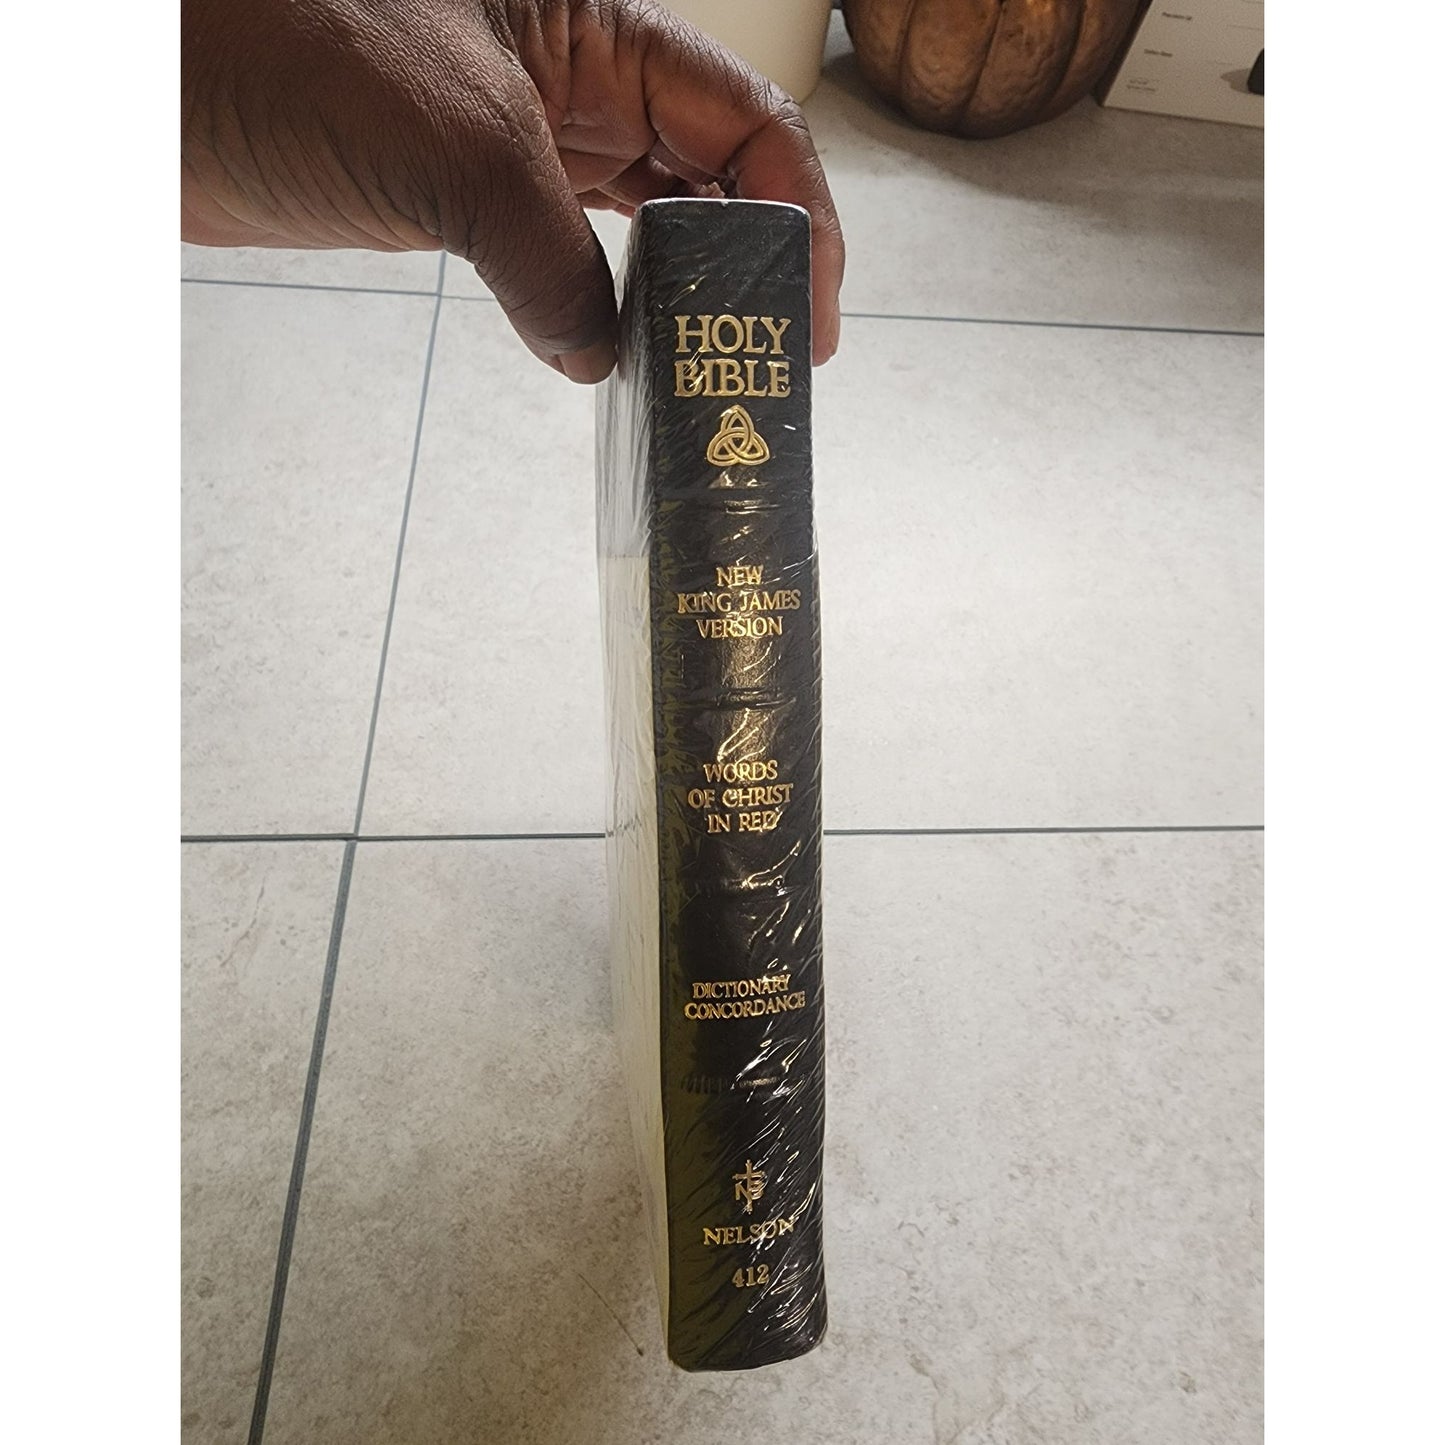 HOLY
BIBLE
NEW
KING JAMES
VERSION
WORDS
OF CHRIST
IN RED
DICTIONARY
CONCORDANCE
NELSON
412